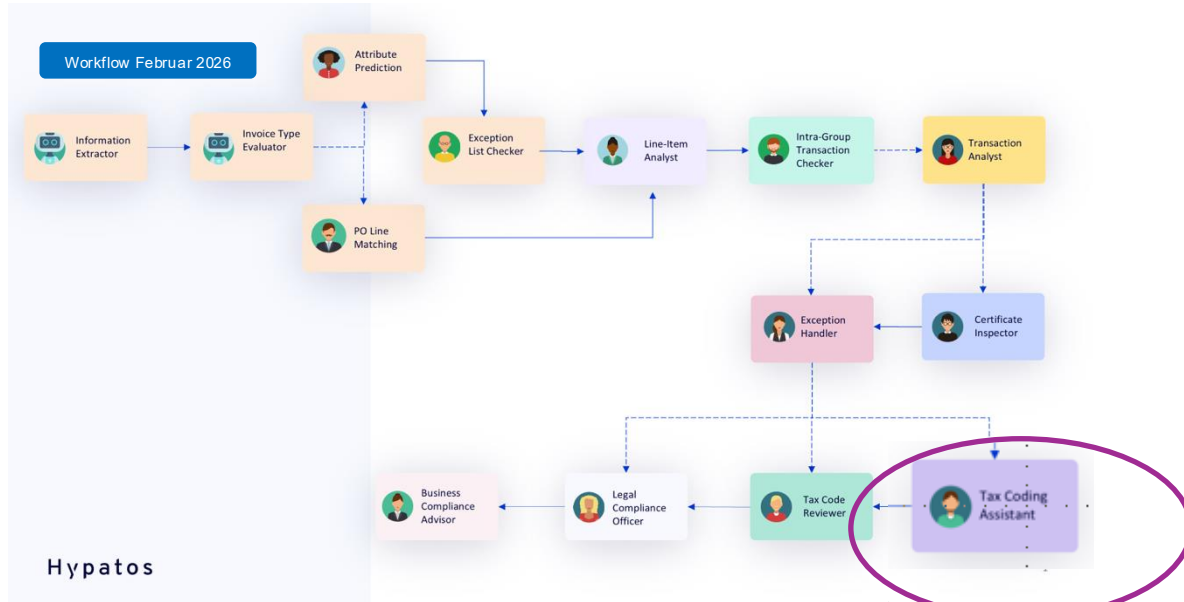 Workflow Februar 2026
Attribute
Prediction
Information
Extractor
Invoice Type
Evaluator
Exception
List Checker
Line-Item
Analyst
Intra-Group
Transaction
Checker
Transaction
Analyst
PO Line
Matching
Exception
Handler
Certificate
Inspector
Business
Compliance
Advisor
Legal
Compliance
Officer
Tax Code
Reviewer
Tax Coding
Assistant
Hypatos